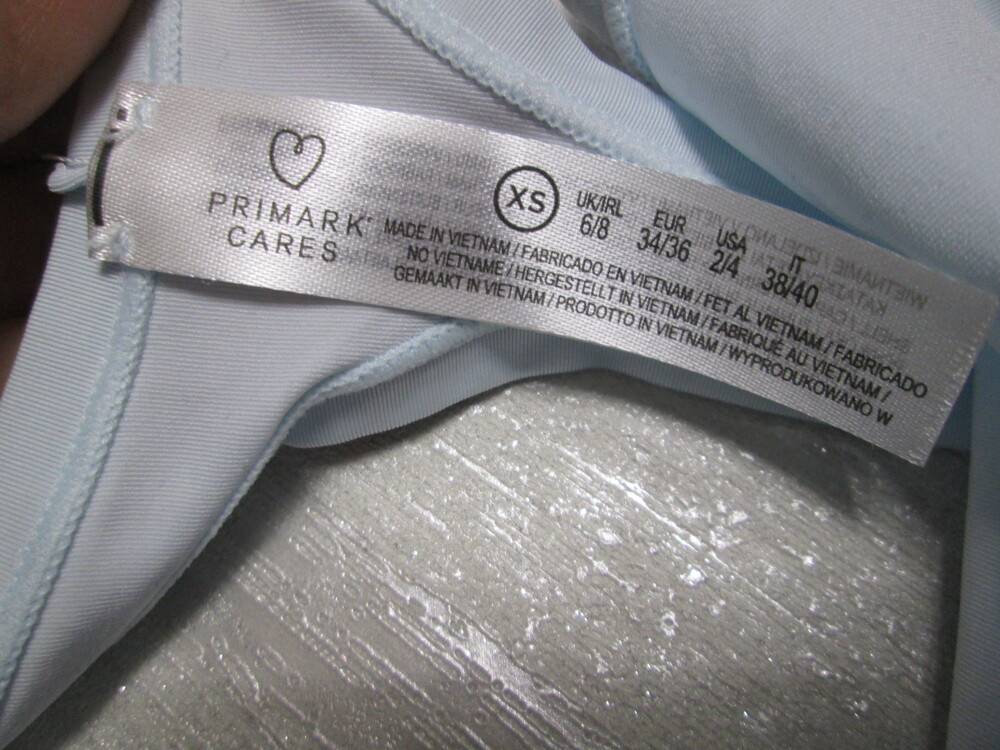 PRIMARK
CARES
XS
UK/IRL EUR USA IT
6/8 34/36 2/4 38/40
MADE IN VIETNAM / FABRICADO EN VIETNAM / FET AL VIETNAM / FABRICADO
NO VIETNAME / HERGESTELLT IN VIETNAM / FABRIQUÉ AU VIETNAM /
GEMAAKT IN VIETNAM / PRODOTTO IN VIETNAM / WYPRODUKOWANO W